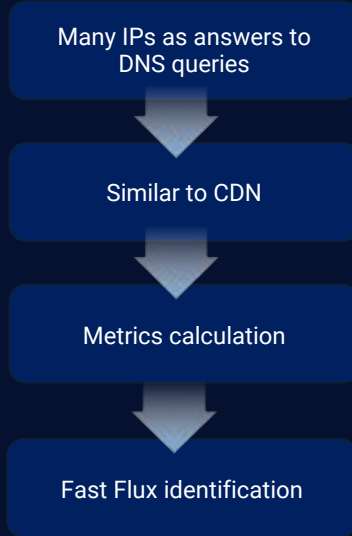 Many IPs as answers to
DNS queries
Similar to CDN
Metrics calculation
Fast Flux identification